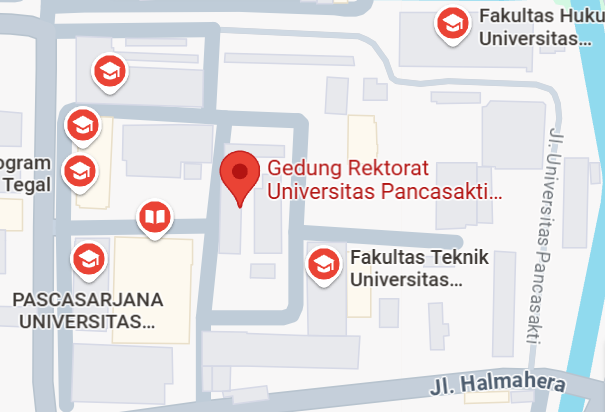 Fakultas Huku
Universitas...
ogram
Tegal
Gedung Rektorat
Universitas Pancasakti...
Jl. Universitas Pancasakti
Fakultas Teknik
Universitas...
PASCASARJANA
UNIVERSITAS...
Jl. Halmahera